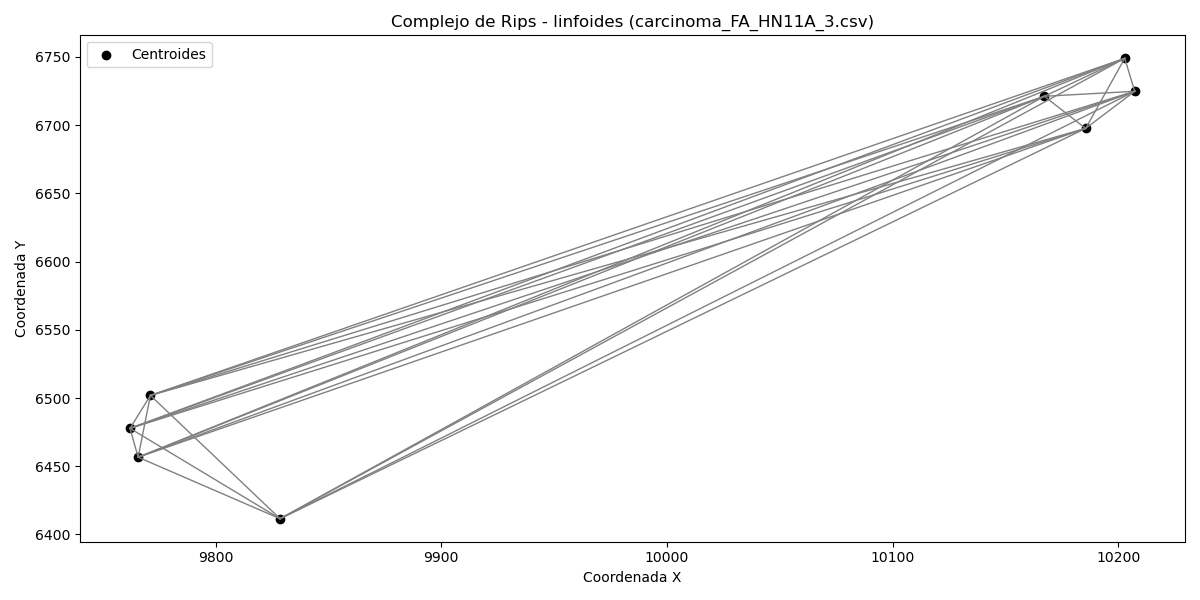 Complejo de Rips - linfoides (carcinoma_FA_HN11A_3.csv)
Centroides
Coordenada Y
6750
6700
6650
6600
6550
6500
6450
6400
9800 9900 10000 10100 10200
Coordenada X